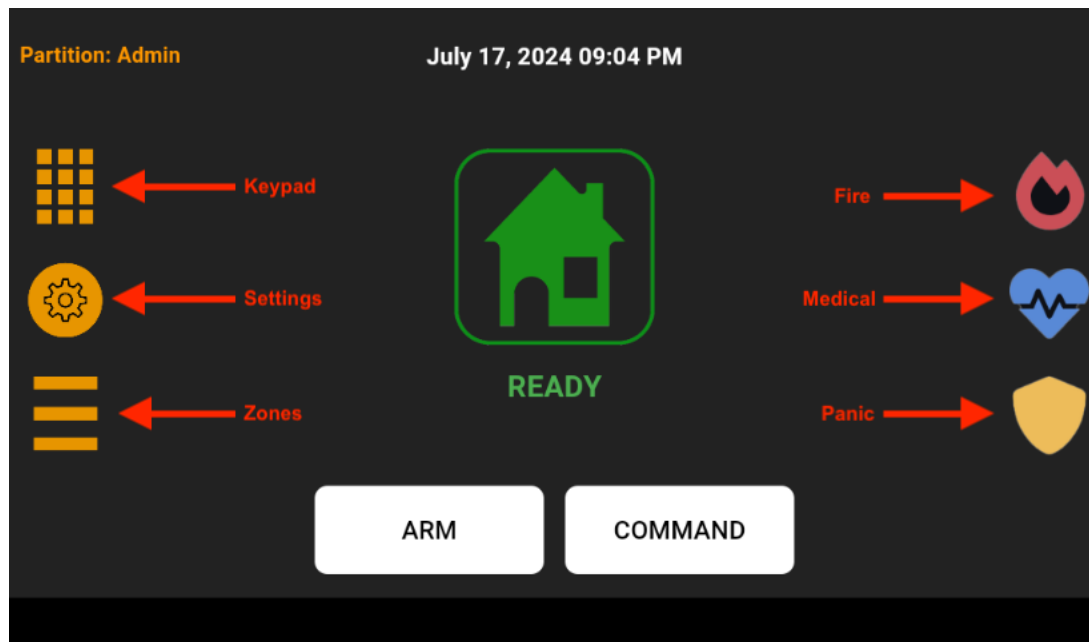 Partition: Admin
July 17, 2024 09:04 PM
Keypad
Fire
Settings
Medical
READY
Zones
Panic
ARM
COMMAND